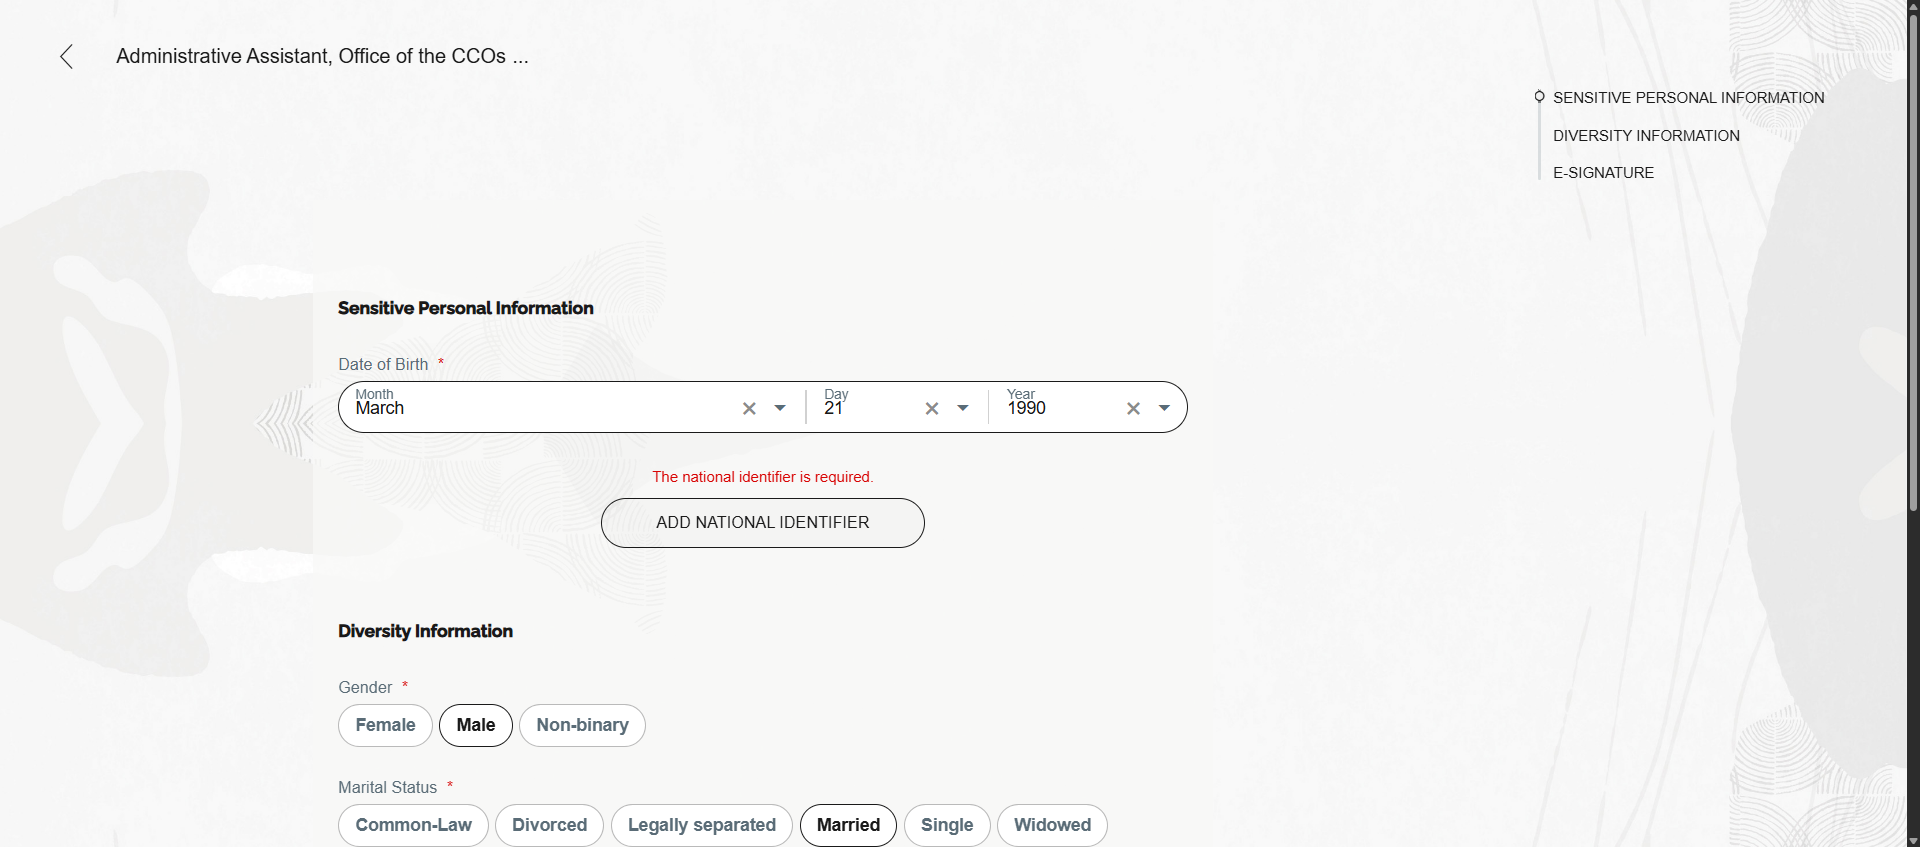 Administrative Assistant, Office of the CCOs ...
SENSITIVE PERSONAL INFORMATION
DIVERSITY INFORMATION
E-SIGNATURE
Sensitive Personal Information
Date of Birth *
Month
March
Day
21
Year
1990
The national identifier is required.
ADD NATIONAL IDENTIFIER
Diversity Information
Gender *
Female Male Non-binary
Marital Status *
Common-Law Divorced Legally separated Married Single Widowed